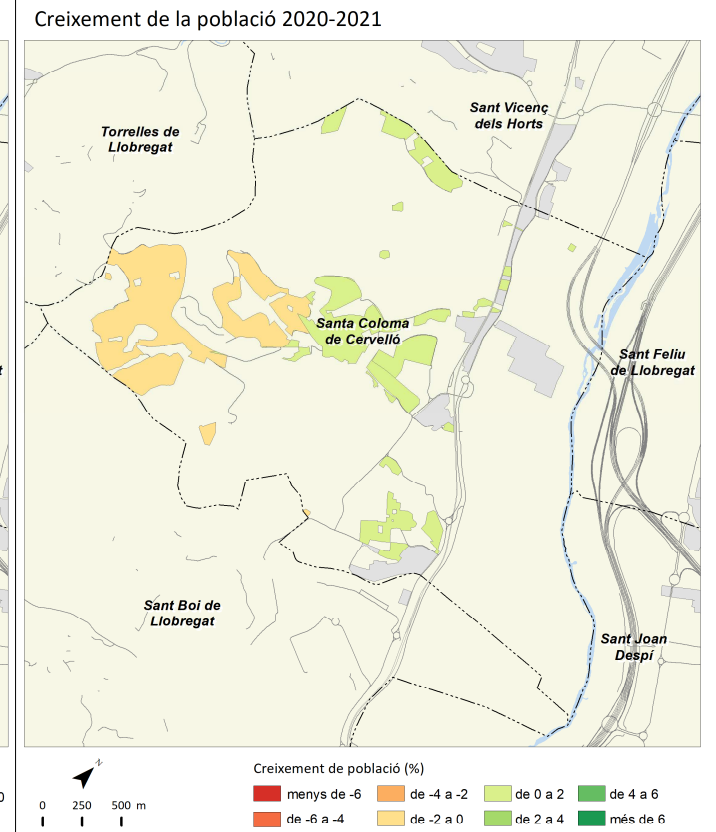 Creixement de la població 2020-2021
Sant Vicenç
dels Horts
Torrelles de
Llobregat
Santa Coloma
de Cervelló
Sant Feliu
de Llobregat
t
Sant Boi de
Llobregat
Sant Joan
Despí
N
0
0 250 500 m
Creixement de població (%)
menys de -6
de -4 a -2
de 0 a 2
de 4 a 6
de -6 a -4
de -2 a 0
de 2 a 4
més de 6